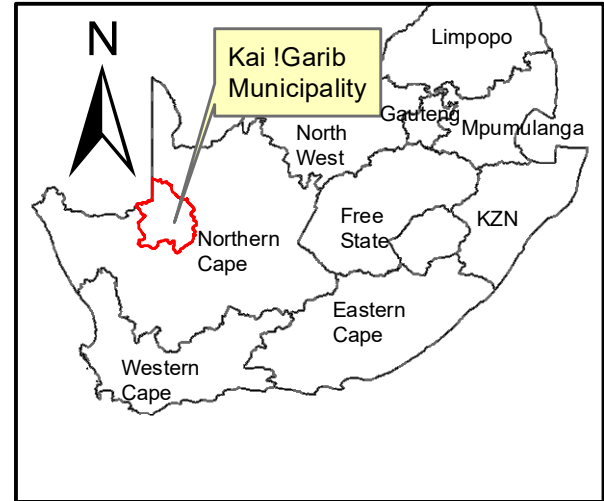 N
Kai !Garib
Municipality
Limpopo
Gauteng
Mpumulanga
North
West
Free
State
KZN
Northern
Cape
Eastern
Cape
Western
Cape